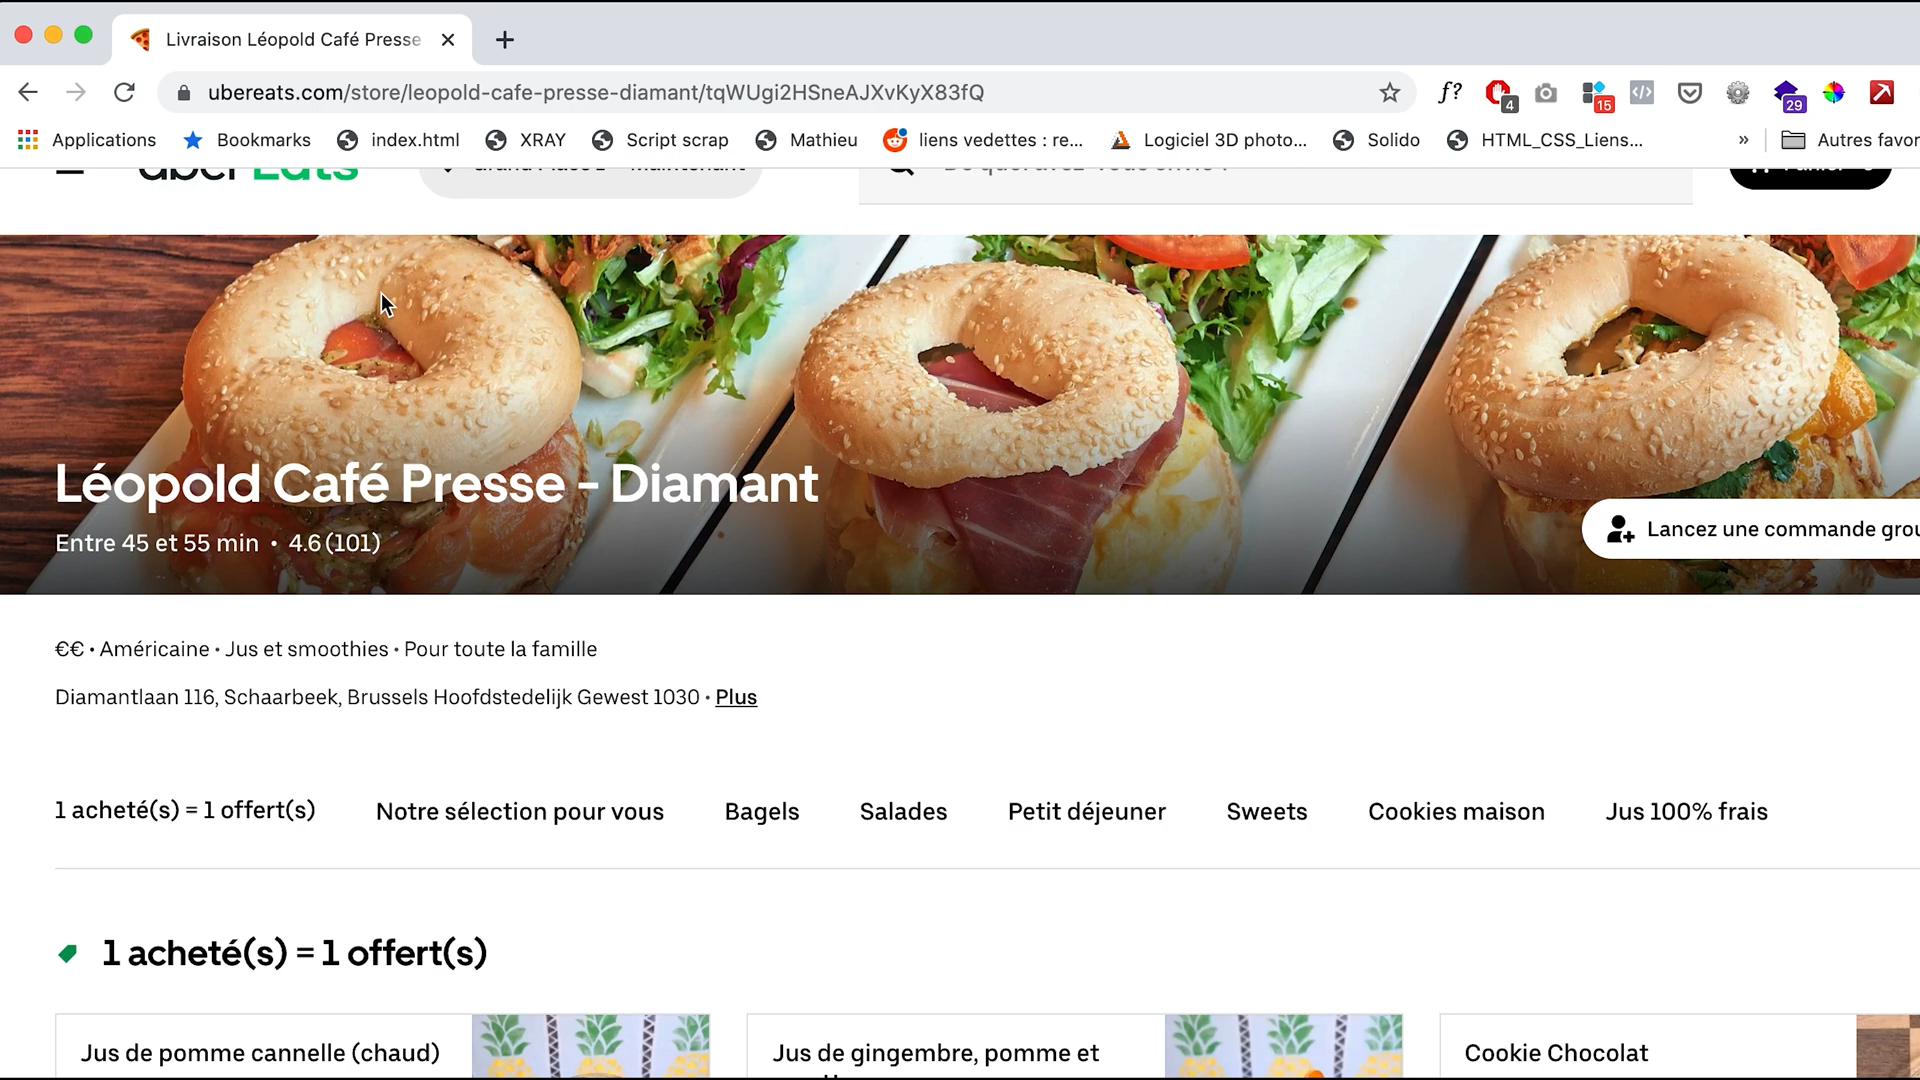 Livraison Léopold Café Presse
ubereats.com/store/leopold-cafe-presse-diamant/tqWUgi2HSneAJXvKyX83fQ
f?
4
15
29
Applications
Bookmarks
index.html
XRAY
Script scrap
Mathieu
liens vedettes : re...
Logiciel 3D photo...
Solido
HTML_CSS_Liens...
»
Autres favor
Uber Eats
Léopold Café Presse - Diamant
Entre 45 et 55 min • 4.6 (101)
Lancez une commande grou
€€ • Américaine • Jus et smoothies • Pour toute la famille
Diamantlaan 116, Schaarbeek, Brussels Hoofdstedelijk Gewest 1030 • Plus
1 acheté(s) = 1 offert(s)
Notre sélection pour vous
Bagels
Salades
Petit déjeuner
Sweets
Cookies maison
Jus 100% frais
1 acheté(s) = 1 offert(s)
Jus de pomme cannelle (chaud)
Jus de gingembre, pomme et
Cookie Chocolat